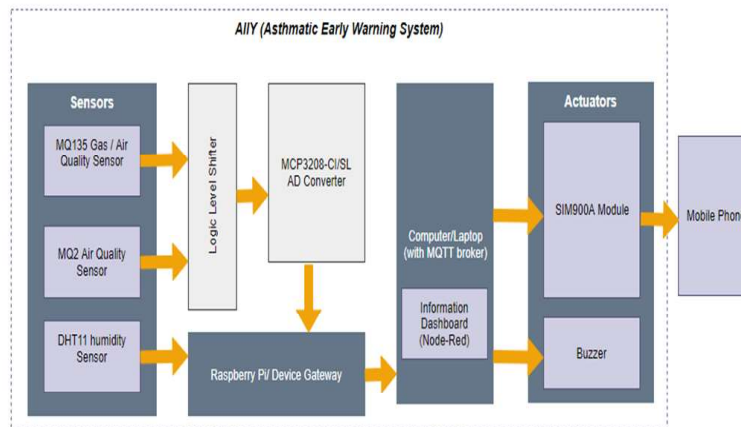 AIIY (Asthmatic Early Warning System)
Sensors
MQ135 Gas / Air
Quality Sensor
MQ2 Air Quality
Sensor
DHT11 humidity
Sensor
Logic Level Shifter
MCP3208-CI/SL
AD Converter
Raspberry Pi/ Device Gateway
Computer/Laptop
(with MQTT broker)
Information
Dashboard
(Node-Red)
Actuators
SIM900A Module
Buzzer
Mobile Phone